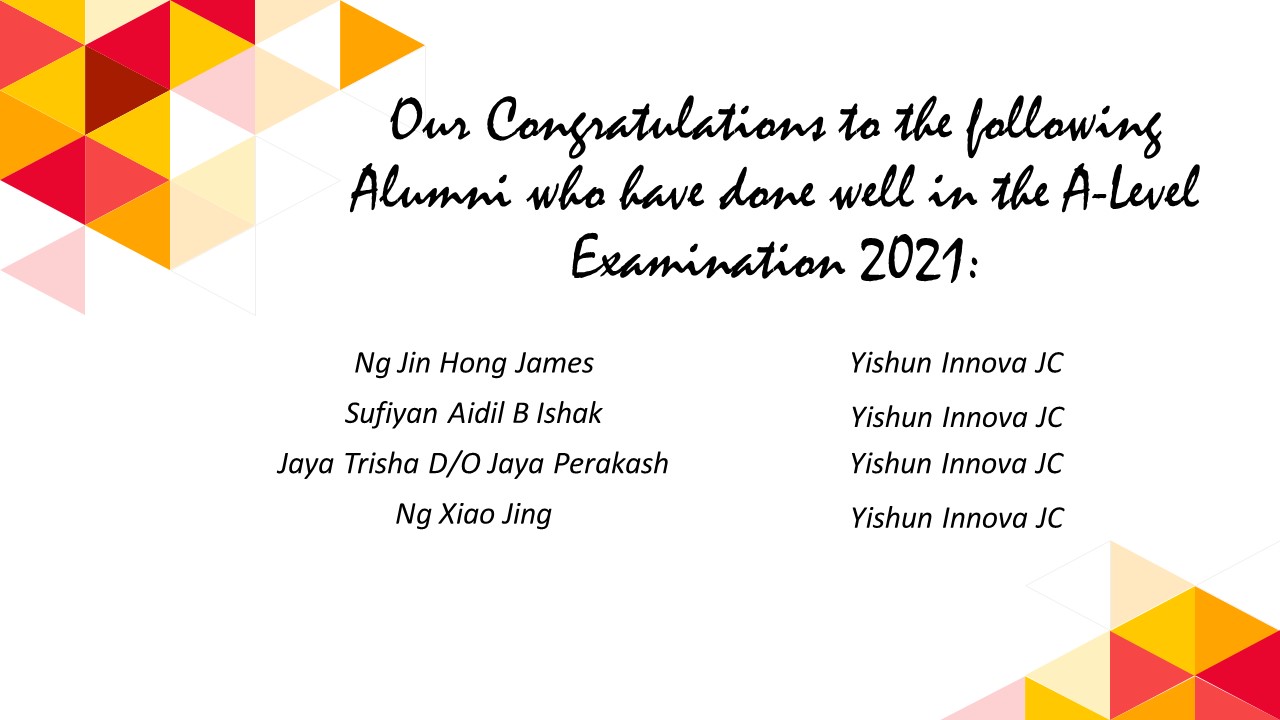 Our Congratulations to the following
Alumni who have done well in the A-Level
Examination 2021:
Ng Jin Hong James Yishun Innova JC
Sufiyan Aidil B Ishak Yishun Innova JC
Jaya Trisha D/O Jaya Perakash Yishun Innova JC
Ng Xiao Jing Yishun Innova JC